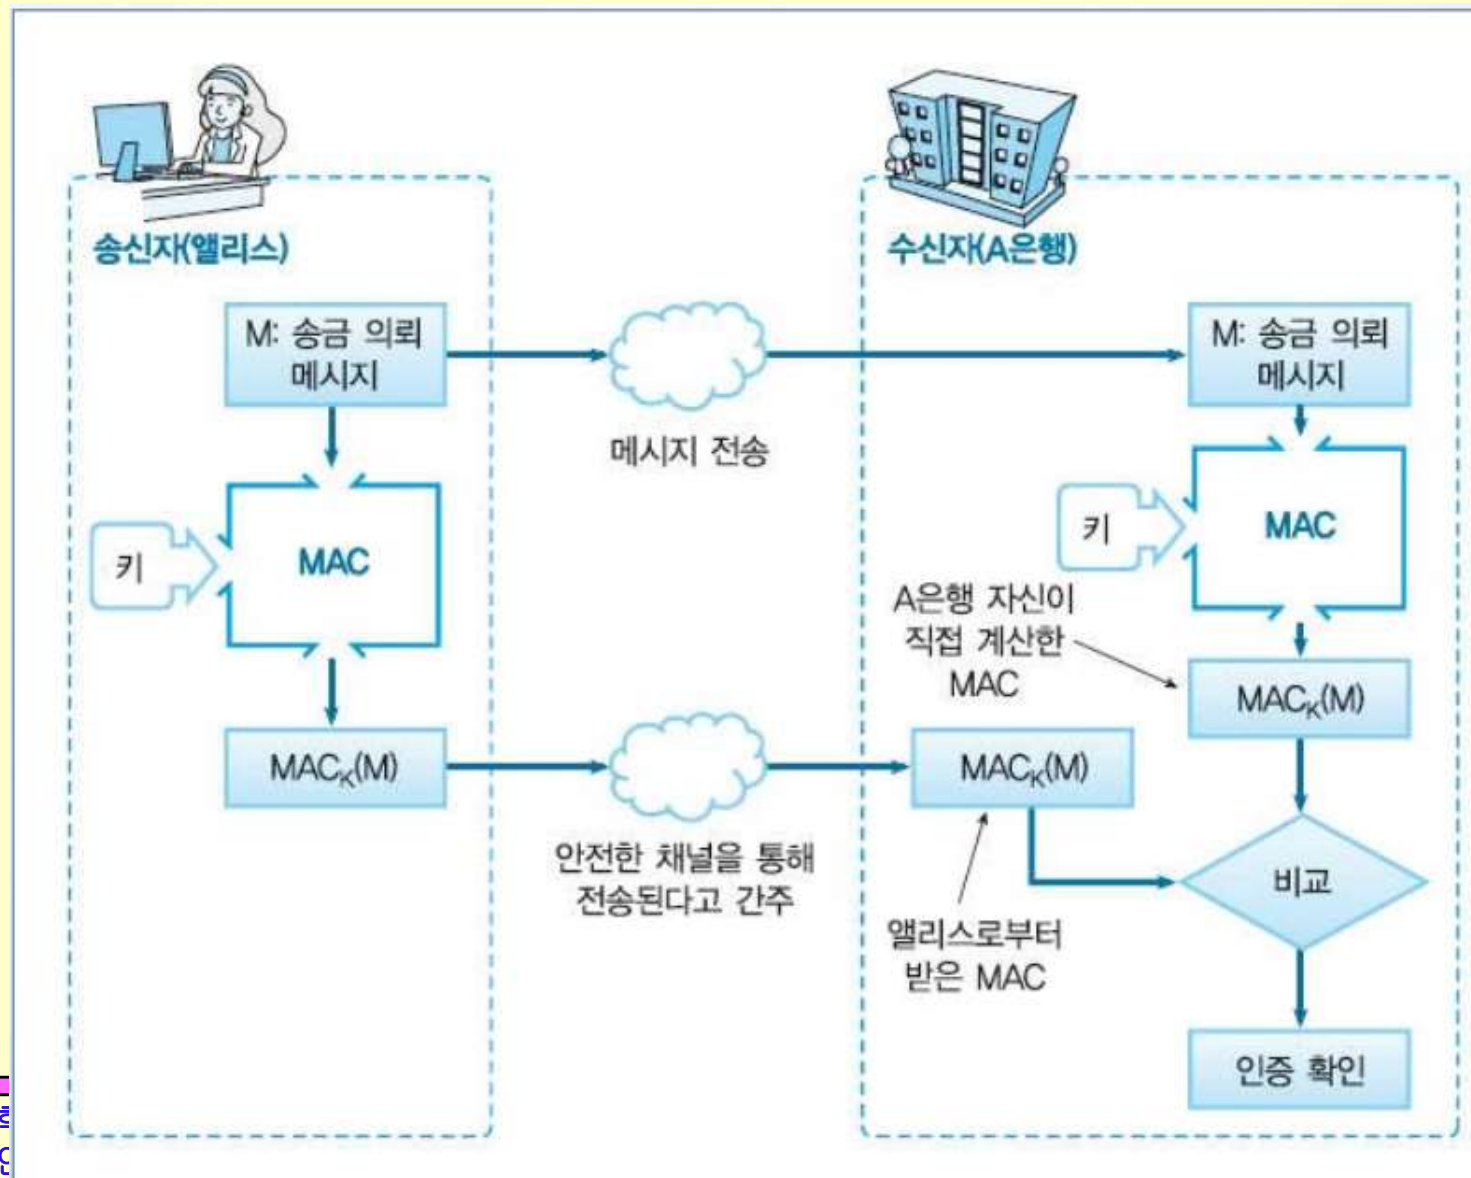 송신자(앨리스)
수신자(A은행)
M: 송금 의뢰
메시지
메시지 전송
M: 송금 의뢰
메시지
키
MAC
키
MAC
A은행 자신이
직접 계산한
MAC
MACK(M)
MACK(M)
안전한 채널을 통해
전송된다고 간주
MACK(M)
앨리스로부터
받은 MAC
비교
인증 확인